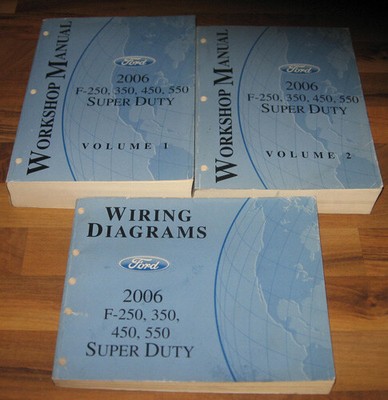 WORKSHOP MANUAL
Ford
2006
F-250, 350, 450, 550
SUPER DUTY
VOLUME 1
WORKSHOP MANUAL
Ford
2006
F-250, 350, 450, 550
SUPER DUTY
VOLUME 2
WIRING
DIAGRAMS
Ford
2006
F-250, 350,
450, 550
SUPER DUTY